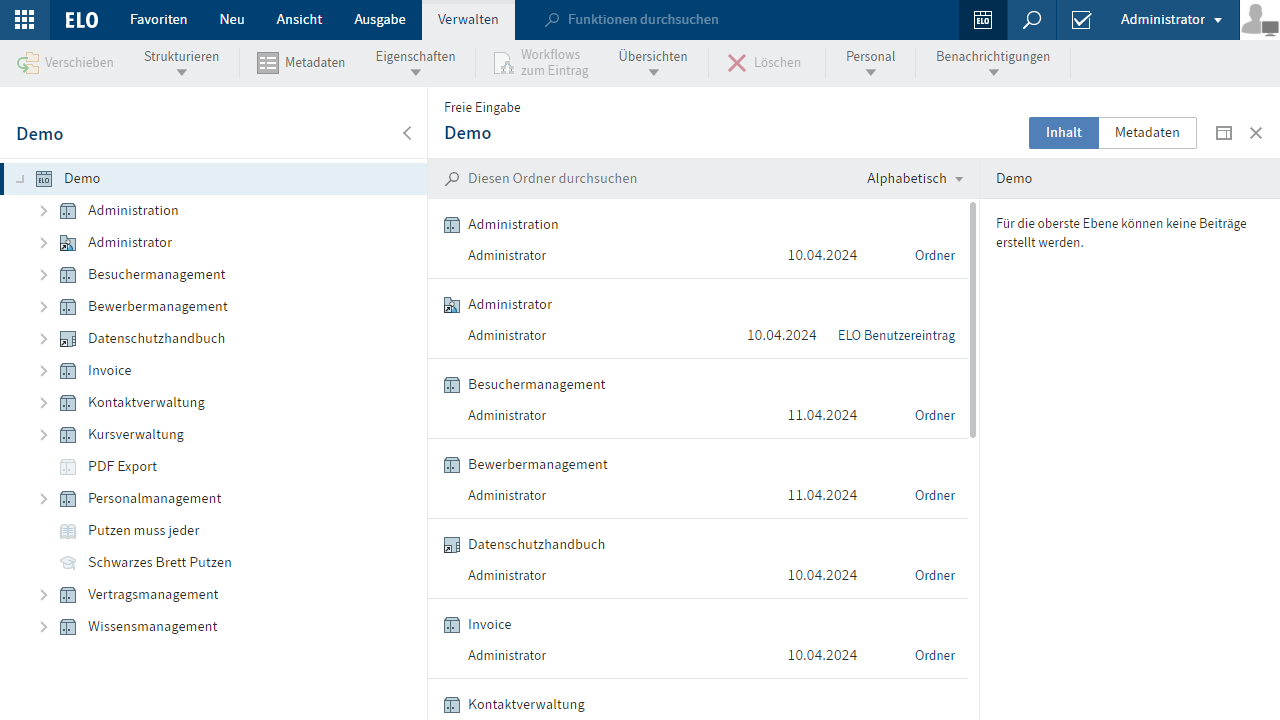 ELO
Favoriten
Neu
Ansicht
Ausgabe
Verwalten
Funktionen durchsuchen
ELO
Administrator
Verschieben
Strukturieren
Metadaten
Eigenschaften
Workflows
zum Eintrag
Übersichten
Löschen
Personal
Benachrichtigungen
Demo
Freie Eingabe
Demo
Inhalt
Metadaten
ELO
Demo
Administration
Administrator
Besuchermanagement
Bewerbermanagement
Datenschutzhandbuch
Invoice
Kontaktverwaltung
Kursverwaltung
PDF Export
Personalmanagement
Putzen muss jeder
Schwarzes Brett Putzen
Vertragsmanagement
Wissensmanagement
Diesen Ordner durchsuchen
Alphabetisch
Administration
Administrator 10.04.2024 Ordner
Administrator
Administrator 10.04.2024 ELO Benutzereintrag
Besuchermanagement
Administrator 11.04.2024 Ordner
Bewerbermanagement
Administrator 11.04.2024 Ordner
Datenschutzhandbuch
Administrator 10.04.2024 Ordner
Invoice
Administrator 10.04.2024 Ordner
Kontaktverwaltung
Demo
Für die oberste Ebene können keine Beiträge
erstellt werden.